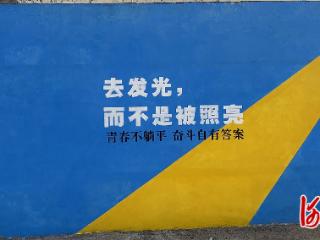 去发光，
而不是被照亮
青春不躺平 奋斗自有答案